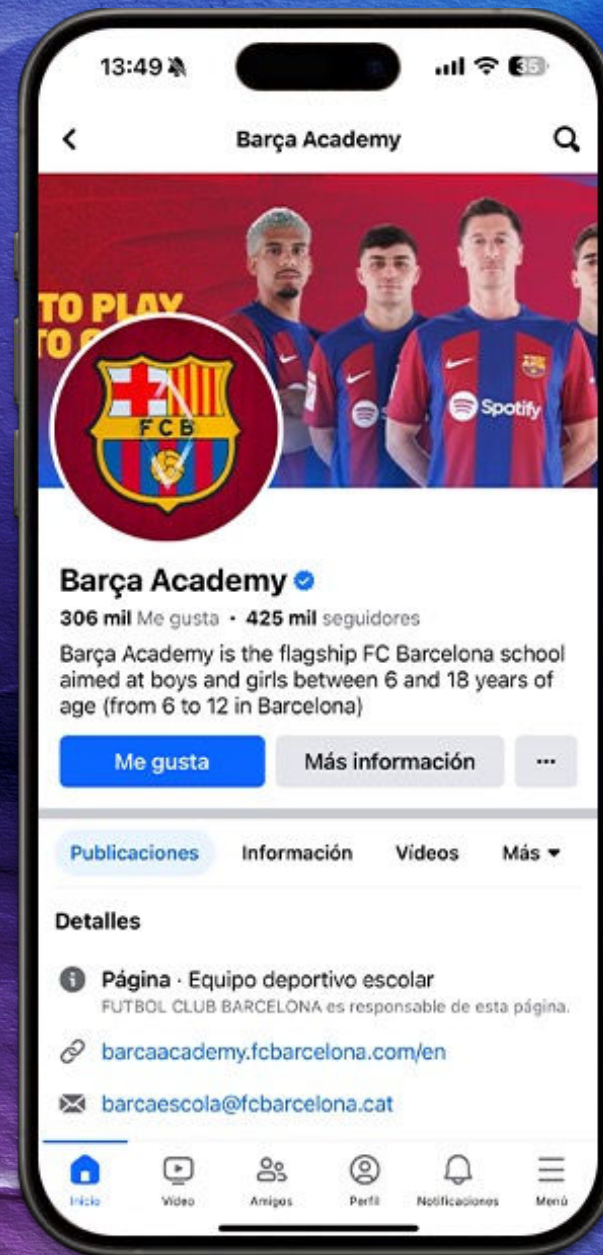 13:49
35
Barça Academy
TO PLAY
TO
FCB
Spotify
Barça Academy
306 mil Me gusta · 425 mil seguidores
Barça Academy is the flagship FC Barcelona school
aimed at boys and girls between 6 and 18 years of
age (from 6 to 12 in Barcelona)
Me gusta
Más información
...
Publicaciones
Información
Vídeos
Más
Detalles
Página · Equipo deportivo escolar
FUTBOL CLUB BARCELONA es responsable de esta página.
barcaacademy.fcbarcelona.com/en
barcaescola@fcbarcelona.cat
Inicio
Vídeo
Amigos
Perfil
Notificaciones
Menú